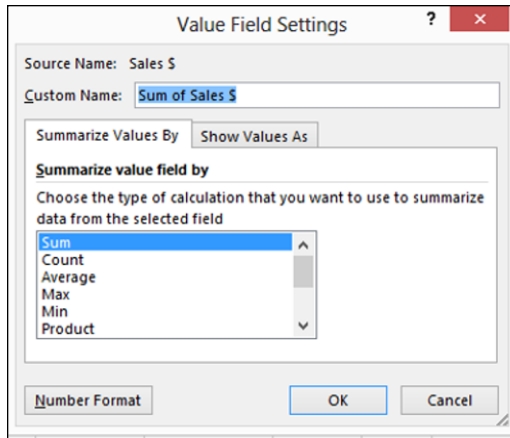 Value Field Settings ? ×
Source Name: Sales $
Custom Name: Sum of Sales $
Summarize Values By Show Values As
Summarize value field by
Choose the type of calculation that you want to use to summarize
data from the selected field
Sum
Count
Average
Max
Min
Product
Number Format OK Cancel